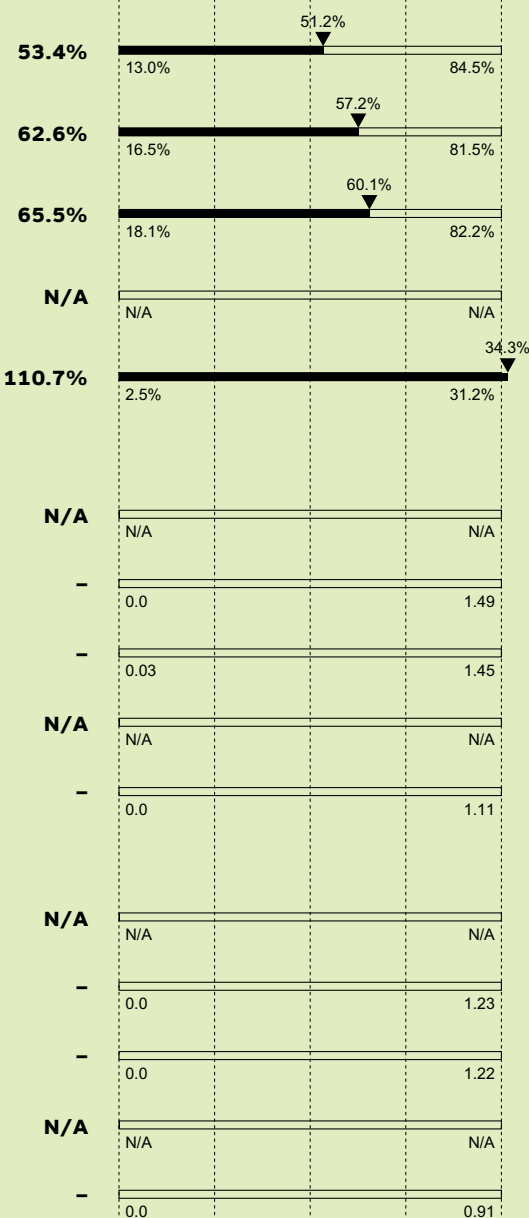 51.2%
53.4%
13.0% 84.5%
57.2%
62.6%
16.5% 81.5%
60.1%
65.5%
18.1% 82.2%
N/A
N/A N/A
34.3%
110.7%
2.5% 31.2%
N/A
N/A N/A
–
0.0 1.49
–
0.03 1.45
N/A
N/A N/A
–
0.0 1.11
N/A
N/A N/A
–
0.0 1.23
–
0.0 1.22
N/A
N/A N/A
–
0.0 0.91